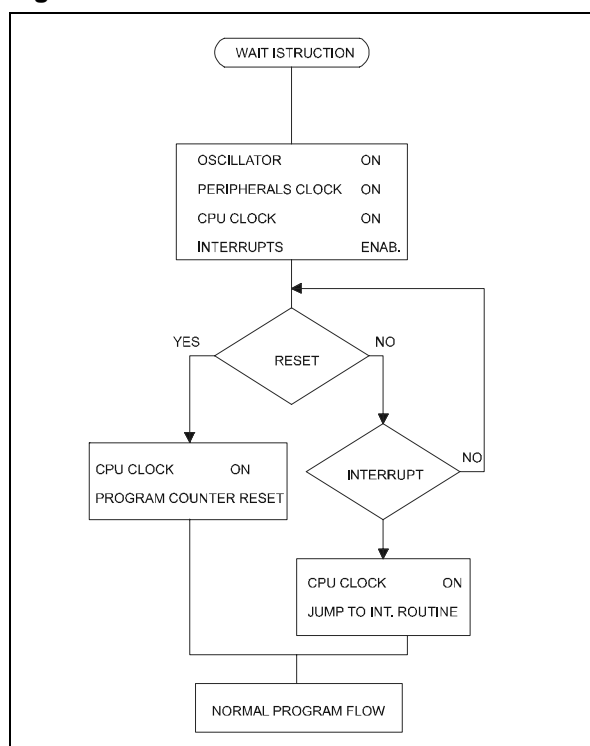 WAIT ISTRUCTION
OSCILLATOR ON
PERIPHERALS CLOCK ON
CPU CLOCK ON
INTERRUPTS ENAB.
YES
RESET
NO
CPU CLOCK ON
PROGRAM COUNTER RESET
INTERRUPT
NO
CPU CLOCK ON
JUMP TO INT. ROUTINE
NORMAL PROGRAM FLOW